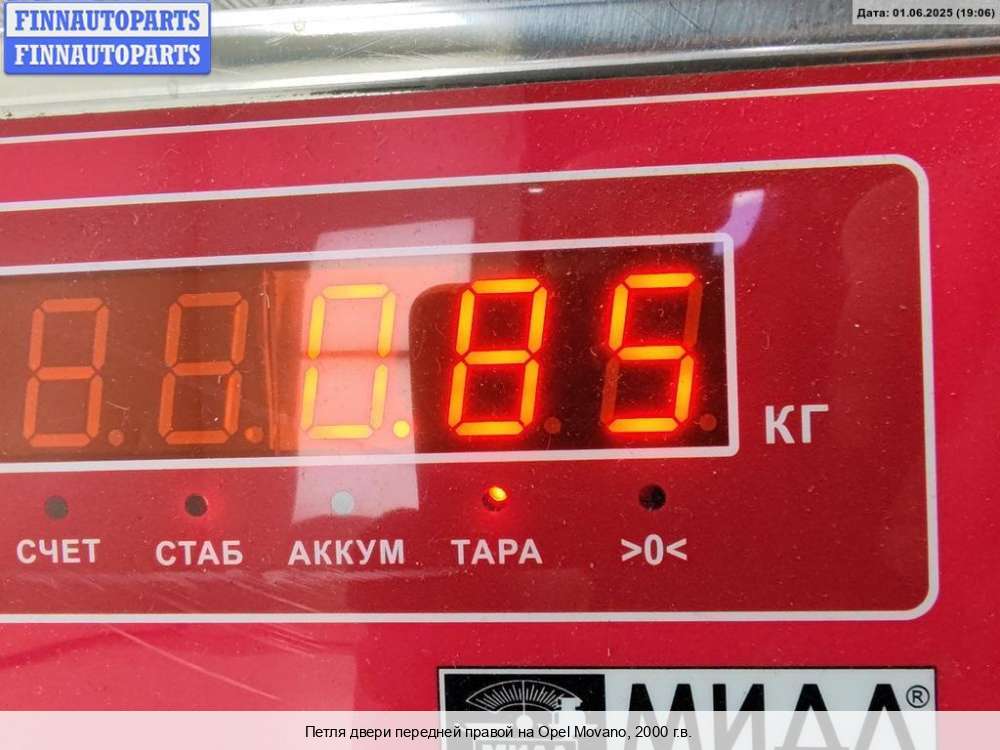 FINNAUTOPARTS
FINNAUTOPARTS
Дата: 01.06.2025 (19:06)
0.85
КГ
СЧЕТ СТАБ АККУМ ТАРА >0<
МИДЛ®
Петля двери передней правой на Opel Movano, 2000 г.в.